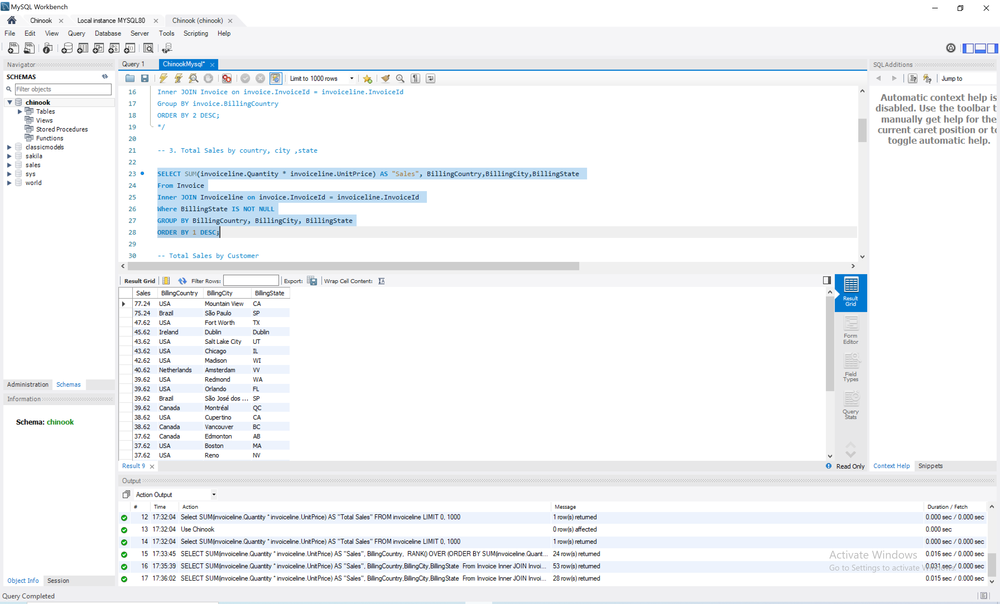 MySQL Workbench
Chinook
Local instance MYSQL80
Chinook (chinook)
File Edit View Query Database Server Tools Scripting Help
Navigator
SCHEMAS
Filter objects
chinook
Tables
Views
Stored Procedures
Functions
classicmodels
sakila
sales
sys
world
Administration Schemas
Information
Schema: chinook
Object Info Session
Query Completed
Query 1
ChinookMysql*
Limit to 1000 rows
16 Inner JOIN Invoice on invoice.InvoiceId = invoiceline.InvoiceId
17 Group BY invoice.BillingCountry
18 ORDER BY 2 DESC;
19 */
20
21 -- 3. Total Sales by country, city ,state
22
23 SELECT SUM(invoiceline.Quantity * invoiceline.UnitPrice) AS "Sales", BillingCountry,BillingCity,BillingState
24 From Invoice
25 Inner JOIN Invoiceline on invoice.InvoiceId = invoiceline.InvoiceId
26 Where BillingState IS NOT NULL
27 GROUP BY BillingCountry, BillingCity, BillingState
28 ORDER BY 1 DESC;
29
30 -- Total Sales by Customer
Result Grid Filter Rows: Export: Wrap Cell Content:
Sales BillingCountry BillingCity BillingState
77.24 USA Mountain View CA
75.24 Brazil São Paulo SP
47.62 USA Fort Worth TX
45.62 Ireland Dublin Dublin
43.62 USA Salt Lake City UT
43.62 USA Chicago IL
42.62 USA Madison WI
40.62 Netherlands Amsterdam VV
39.62 USA Redmond WA
39.62 USA Orlando FL
39.62 Brazil São José dos ... SP
39.62 Canada Montréal QC
38.62 USA Cupertino CA
38.62 Canada Vancouver BC
37.62 Canada Edmonton AB
37.62 USA Boston MA
37.62 USA Reno NV
Result Grid
Form Editor
Field Types
Query Stats
Result 9
Read Only
SQLAdditions
Jump to
Automatic context help is
disabled. Use the toolbar t
manually get help for the
current caret position or to
toggle automatic help.
Context Help Snippets
Output
Action Output
# Time Action Message Duration / Fetch
12 17:32:04 Select SUM(invoiceline.Quantity * invoiceline.UnitPrice) AS "Total Sales" FROM invoiceline LIMIT 0, 1000 1 row(s) returned 0.000 sec / 0.000 sec
13 17:32:04 Use Chinook 0 row(s) affected 0.000 sec
14 17:32:04 Select SUM(invoiceline.Quantity * invoiceline.UnitPrice) AS "Total Sales" FROM invoiceline LIMIT 0, 1000 1 row(s) returned 0.000 sec / 0.000 sec
15 17:33:45 SELECT SUM(invoiceline.Quantity * invoiceline.UnitPrice) AS "Sales", BillingCountry, RANK() OVER (ORDER BY SUM(invoiceline.Quant... 24 row(s) returned 0.016 sec / 0.000 sec
16 17:35:39 SELECT SUM(invoiceline.Quantity * invoiceline.UnitPrice) AS "Sales", BillingCountry,BillingCity,BillingState From Invoice Inner JOIN Invoi... 53 row(s) returned 0.031 sec / 0.000 sec
17 17:36:02 SELECT SUM(invoiceline.Quantity * invoiceline.UnitPrice) AS "Sales", BillingCountry,BillingCity,BillingState From Invoice Inner JOIN Invoi... 28 row(s) returned 0.015 sec / 0.000 sec
Activate Windows
Go to Settings to activate Windows.